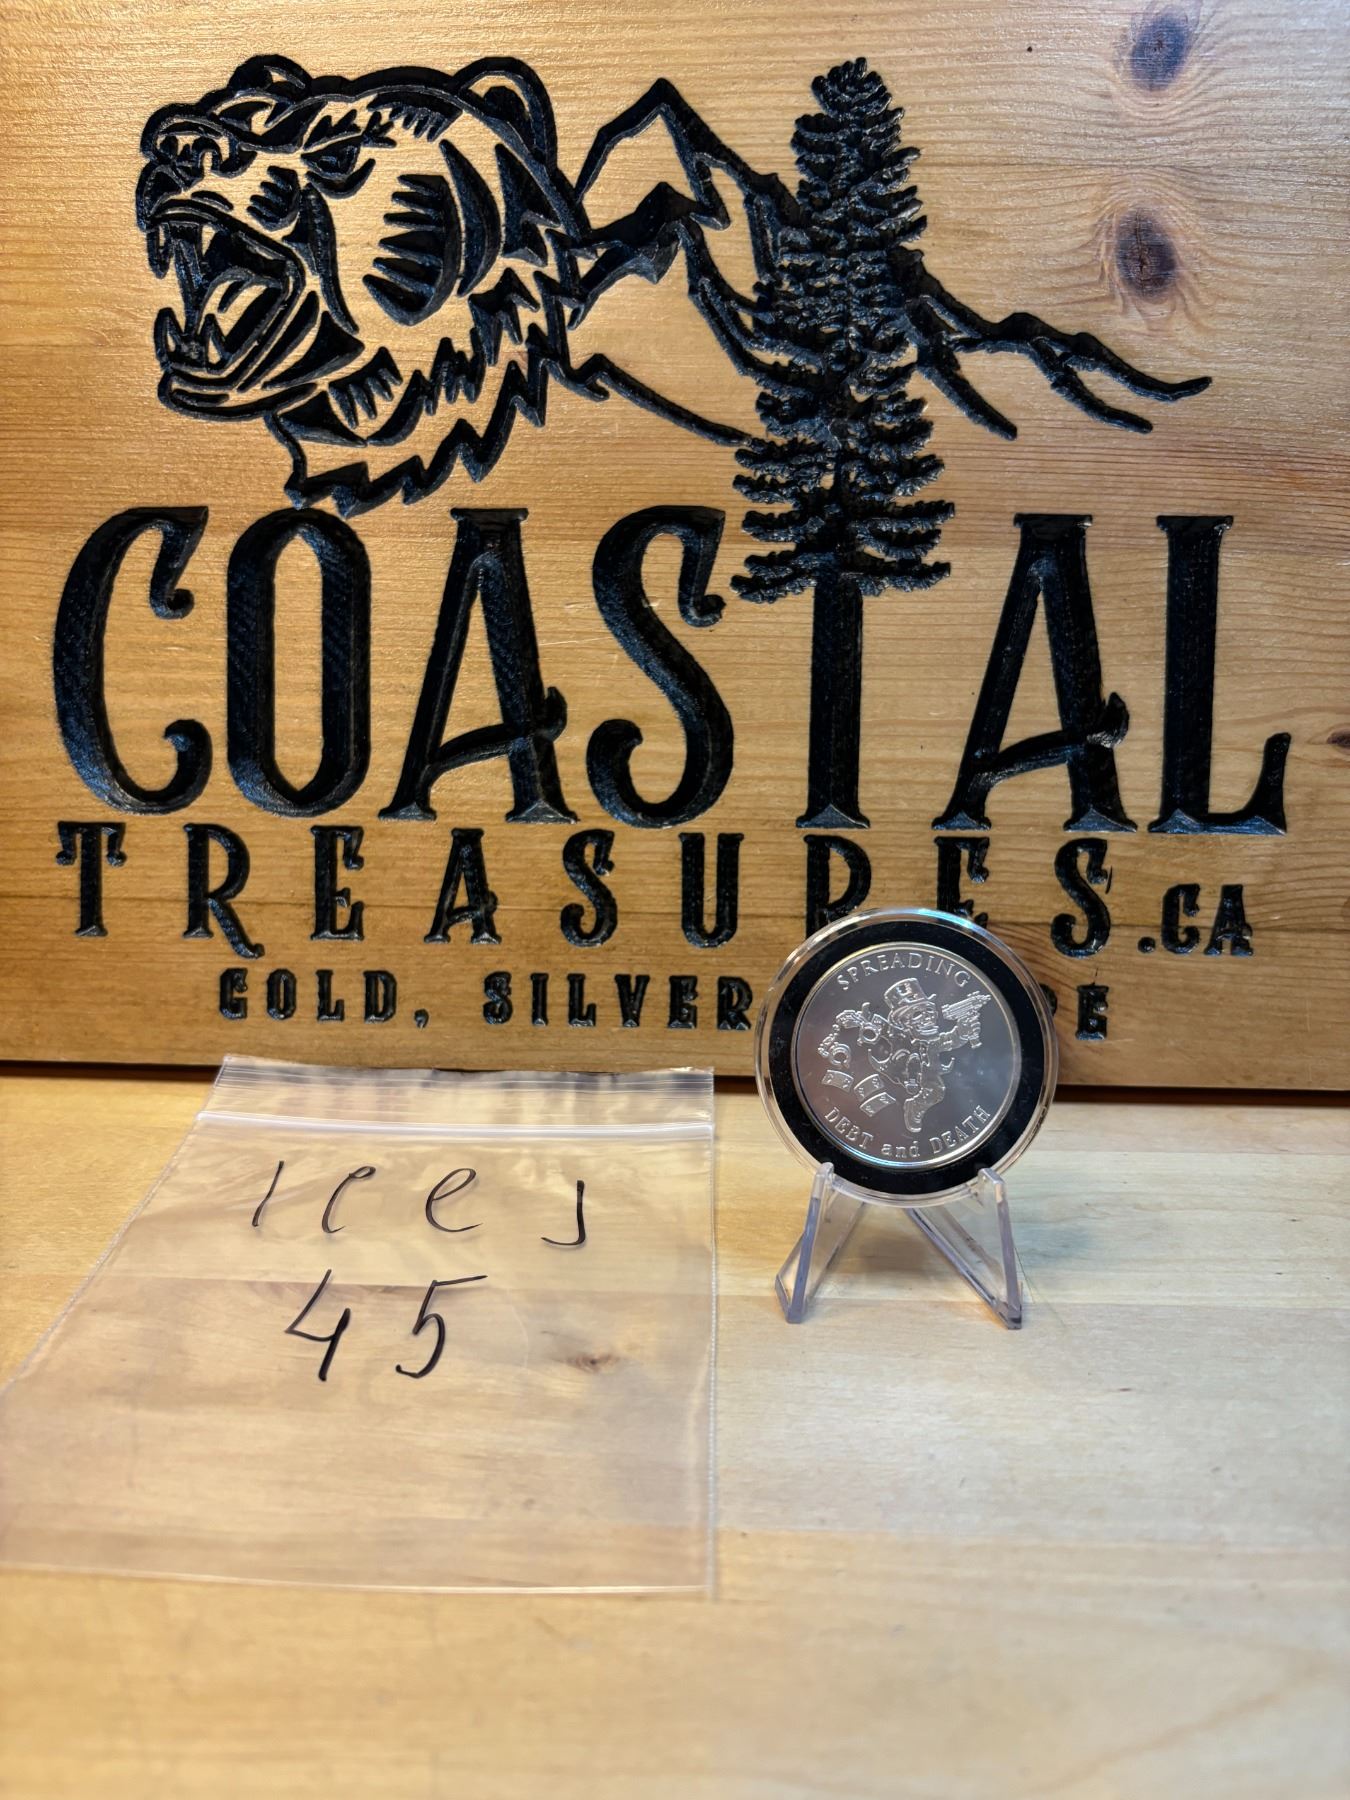 COASTAL
TREASURES.CA
GOLD, SILVER
SPREADING
DEBT and DEATH
45